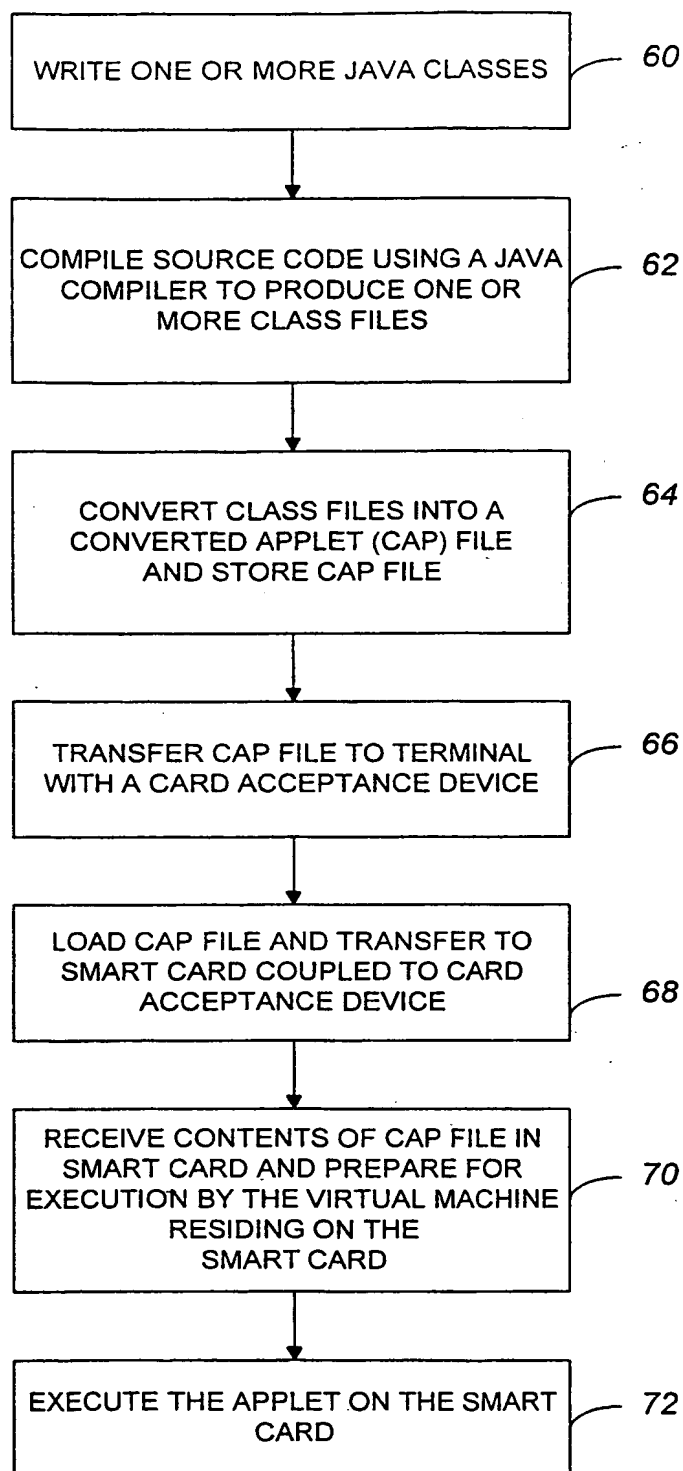 WRITE ONE OR MORE JAVA CLASSES
60
COMPILE SOURCE CODE USING A JAVA
COMPILER TO PRODUCE ONE OR
MORE CLASS FILES
62
CONVERT CLASS FILES INTO A
CONVERTED APPLET (CAP) FILE
AND STORE CAP FILE
64
TRANSFER CAP FILE TO TERMINAL
WITH A CARD ACCEPTANCE DEVICE
66
LOAD CAP FILE AND TRANSFER TO
SMART CARD COUPLED TO CARD
ACCEPTANCE DEVICE
68
RECEIVE CONTENTS OF CAP FILE IN
SMART CARD AND PREPARE FOR
EXECUTION BY THE VIRTUAL MACHINE
RESIDING ON THE
SMART CARD
70
EXECUTE THE APPLET ON THE SMART
CARD
72